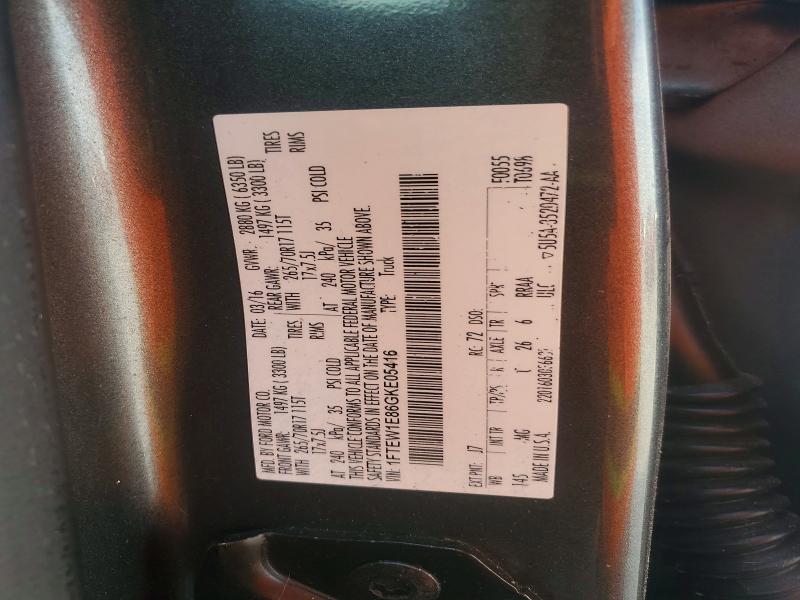 MFD. BY FORD MOTOR CO.
DATE: 03/16 GVWR: 2880 KG ( 6350 LB)
FRONT GAWR: 1497 KG ( 3300 LB) REAR GAWR: 1497 KG ( 3300 LB)
WITH 265/70R17 115T TIRES WITH 265/70R17 115T TIRES
17x7.5J RIMS 17x7.5J RIMS
AT 240 kPa/ 35 PSI COLD AT 240 kPa/ 35 PSI COLD
THIS VEHICLE CONFORMS TO ALL APPLICABLE FEDERAL MOTOR VEHICLE
SAFETY STANDARDS IN EFFECT ON THE DATE OF MANUFACTURE SHOWN ABOVE.
VIN: 1FTEW1E86GKE05416 TYPE Truck
F0055
T0696
EXT PNT: J7 RC: 72 DSO:
WB INT TR TP/PS R AXLE TR SPR
145 MG 26 6 RR4A
MADE IN U.S.A. ULC ▽5U5A-3520472-AA